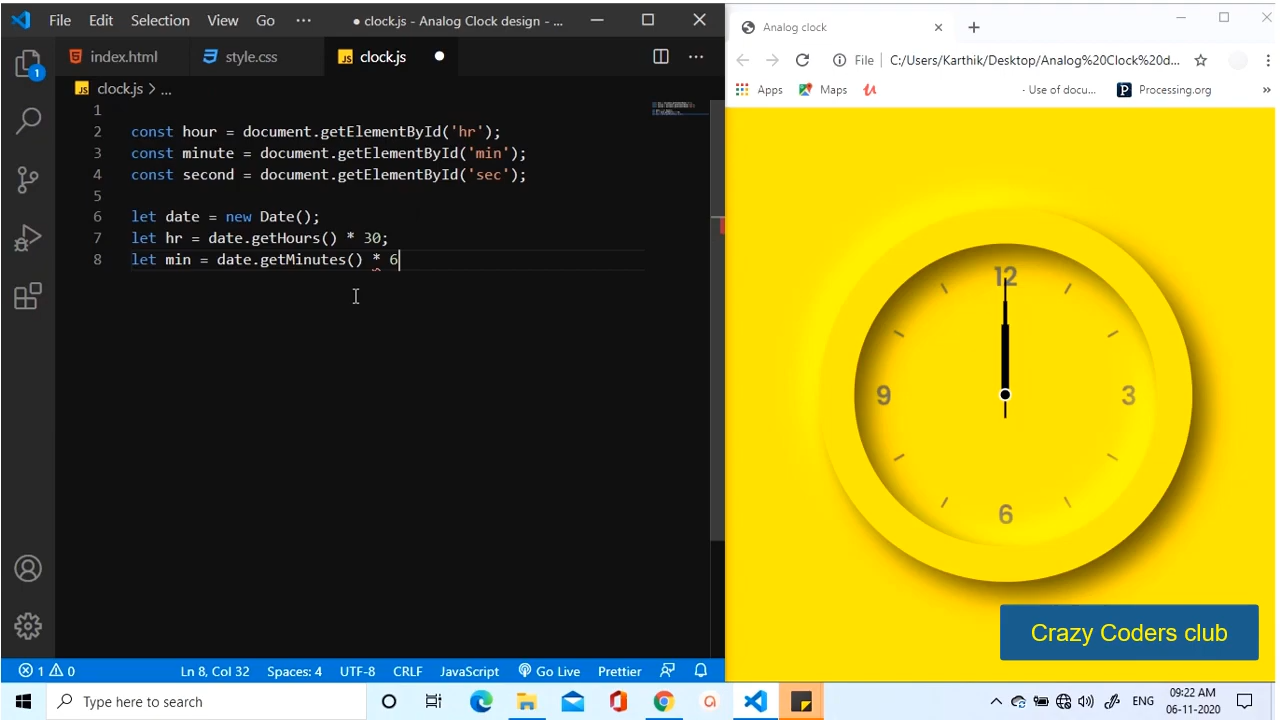 File Edit Selection View Go ··· ● clock.js - Analog Clock design - ...
index.html style.css JS clock.js ● ···
JS clock.js > ...
1
2 const hour = document.getElementById('hr');
3 const minute = document.getElementById('min');
4 const second = document.getElementById('sec');
5
6 let date = new Date();
7 let hr = date.getHours() * 30;
8 let min = date.getMinutes() * 6
1
1 0 Ln 8, Col 32 Spaces: 4 UTF-8 CRLF JavaScript Go Live Prettier
Analog clock
File C:/Users/Karthik/Desktop/Analog%20Clock%20d...
Apps Maps - Use of docu... P Processing.org »
12
9 3
6
Crazy Coders club
Type here to search
ENG 09:22 AM
06-11-2020